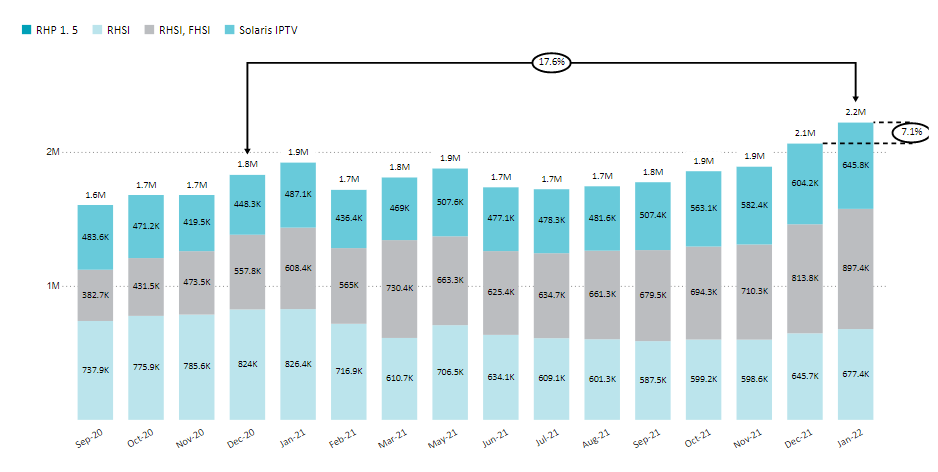 RHP 1. 5 RHSI RHSI, FHSI Solaris IPTV
17.6%
2.2M
7.1%
2.1M
2M
1.6M 1.7M 1.7M 1.8M 1.9M 1.7M 1.8M 1.9M 1.7M 1.7M 1.7M 1.8M 1.9M 1.9M
483.6K 471.2K 419.5K 448.3K 487.1K 436.4K 469K 507.6K 477.1K 478.3K 481.6K 507.4K 563.1K 582.4K 604.2K 645.8K
1M
382.7K 431.5K 473.5K 557.8K 608.4K 565K 730.4K 663.3K 625.4K 634.7K 661.3K 679.5K 694.3K 710.3K 813.8K 897.4K
737.9K 775.9K 785.6K 824K 826.4K 716.9K 610.7K 706.5K 634.1K 609.1K 601.3K 587.5K 599.2K 598.6K 645.7K 677.4K
Sep-20 Oct-20 Nov-20 Dec-20 Jan-21 Feb-21 Mar-21 May-21 Jun-21 Jul-21 Aug-21 Sep-21 Oct-21 Nov-21 Dec-21 Jan-22